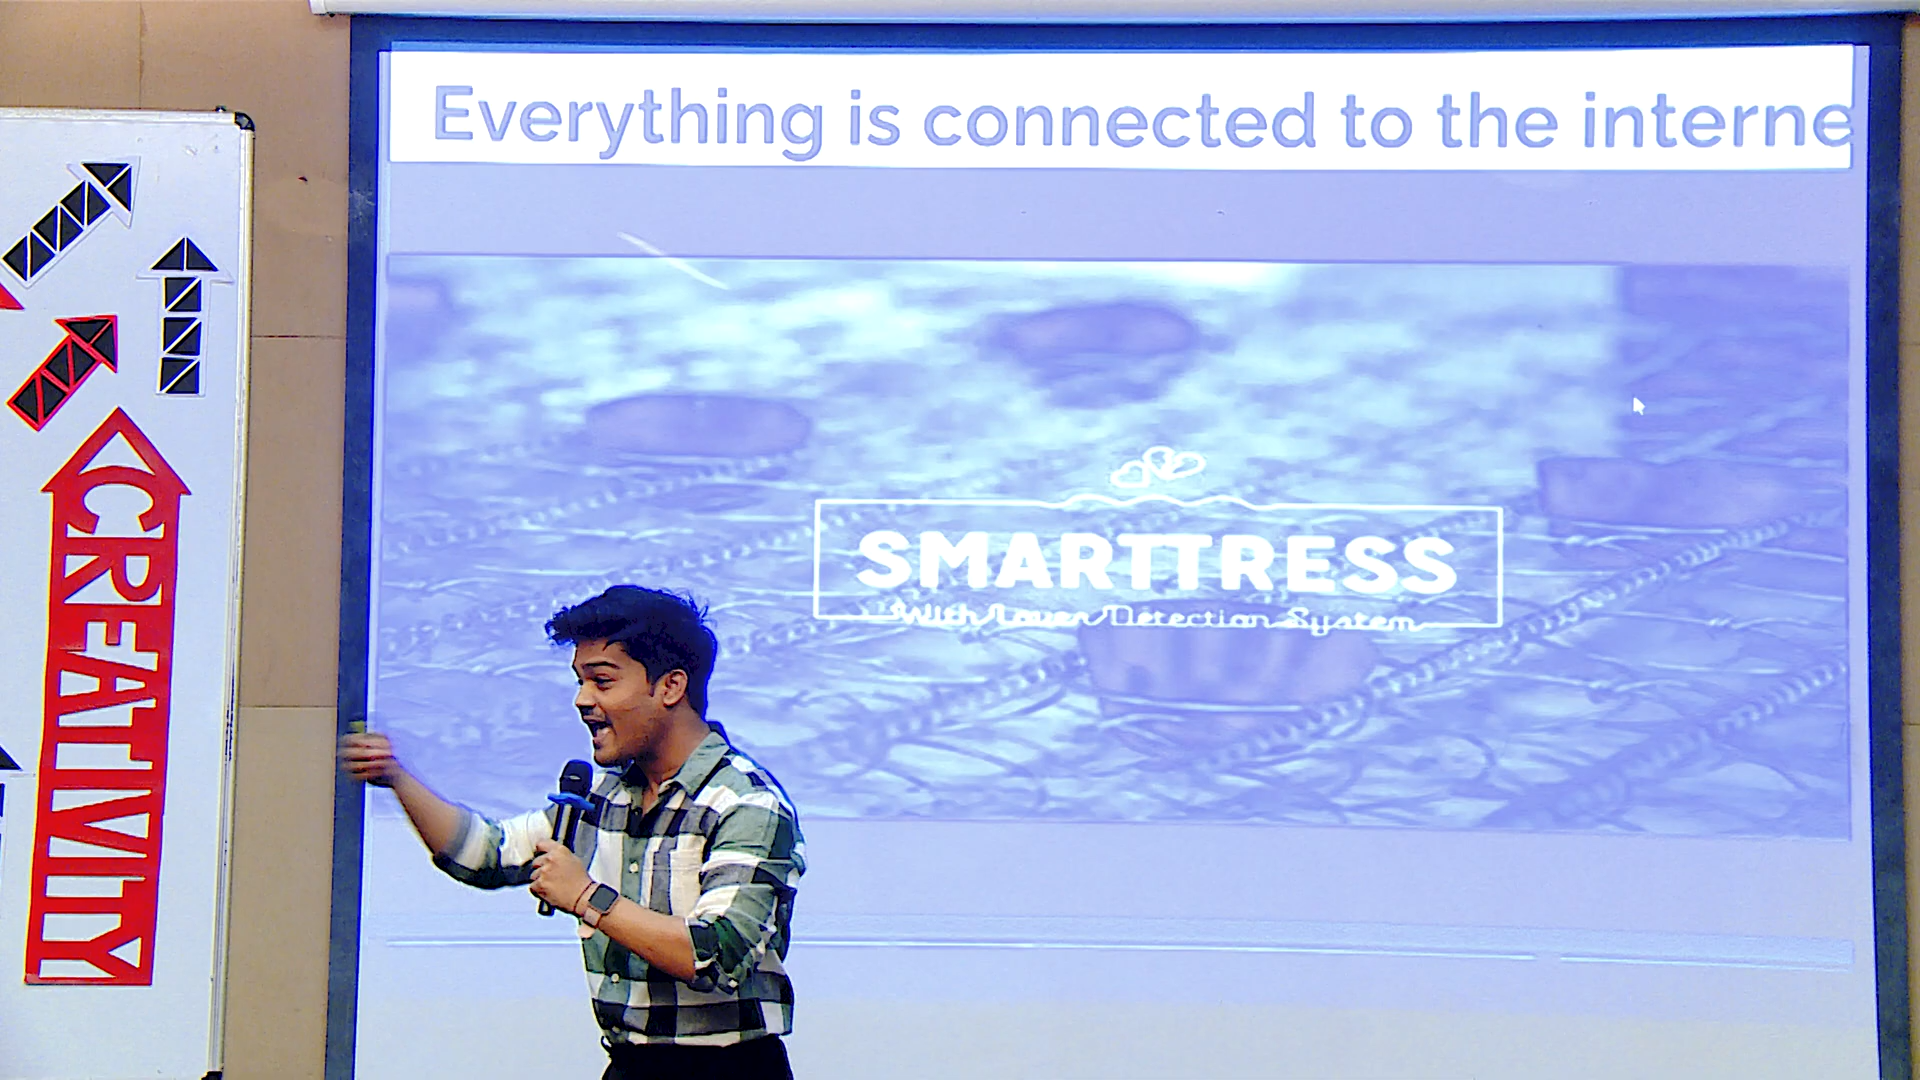 Everything is connected to the interne
SMARTTRESS
With Lover Detection System
CREATIVITY